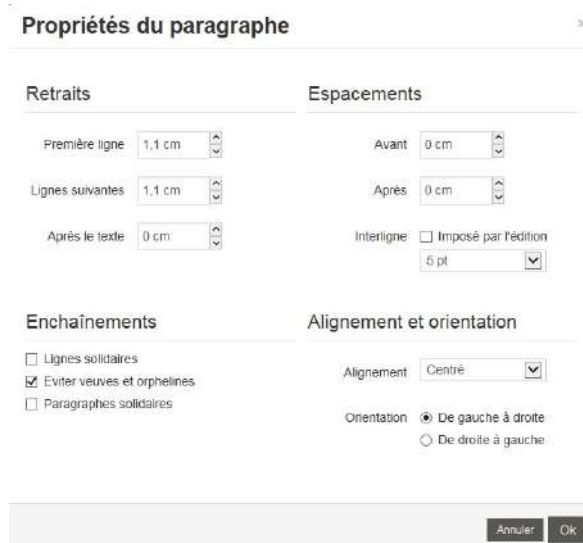 Propriétés du paragraphe
Retraits
Première ligne 1,1 cm
Lignes suivantes 1,1 cm
Après le texte 0 cm
Espacements
Avant 0 cm
Après 0 cm
Interligne Imposé par l'édition
5 pt
Enchaînements
Lignes solidaires
Eviter veuves et orphelines
Paragraphes solidaires
Alignement et orientation
Alignement Centré
Orientation De gauche à droite
De droite à gauche
Annuler Ok